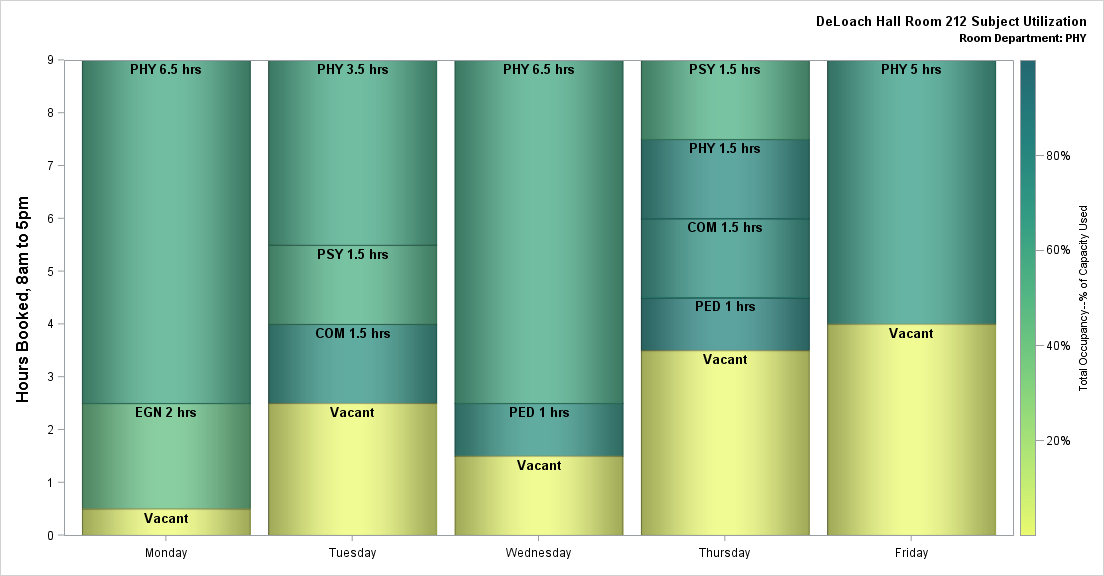 DeLoach Hall Room 212 Subject Utilization
Room Department: PHY
Hours Booked, 8am to 5pm
9
8
7
6
5
4
3
2
1
0
PHY 6.5 hrs
EGN 2 hrs
Vacant
PHY 3.5 hrs
PSY 1.5 hrs
COM 1.5 hrs
Vacant
PHY 6.5 hrs
PED 1 hrs
Vacant
PSY 1.5 hrs
PHY 1.5 hrs
COM 1.5 hrs
PED 1 hrs
Vacant
PHY 5 hrs
Vacant
Monday
Tuesday
Wednesday
Thursday
Friday
80%
60%
40%
20%
Total Occupancy--% of Capacity Used